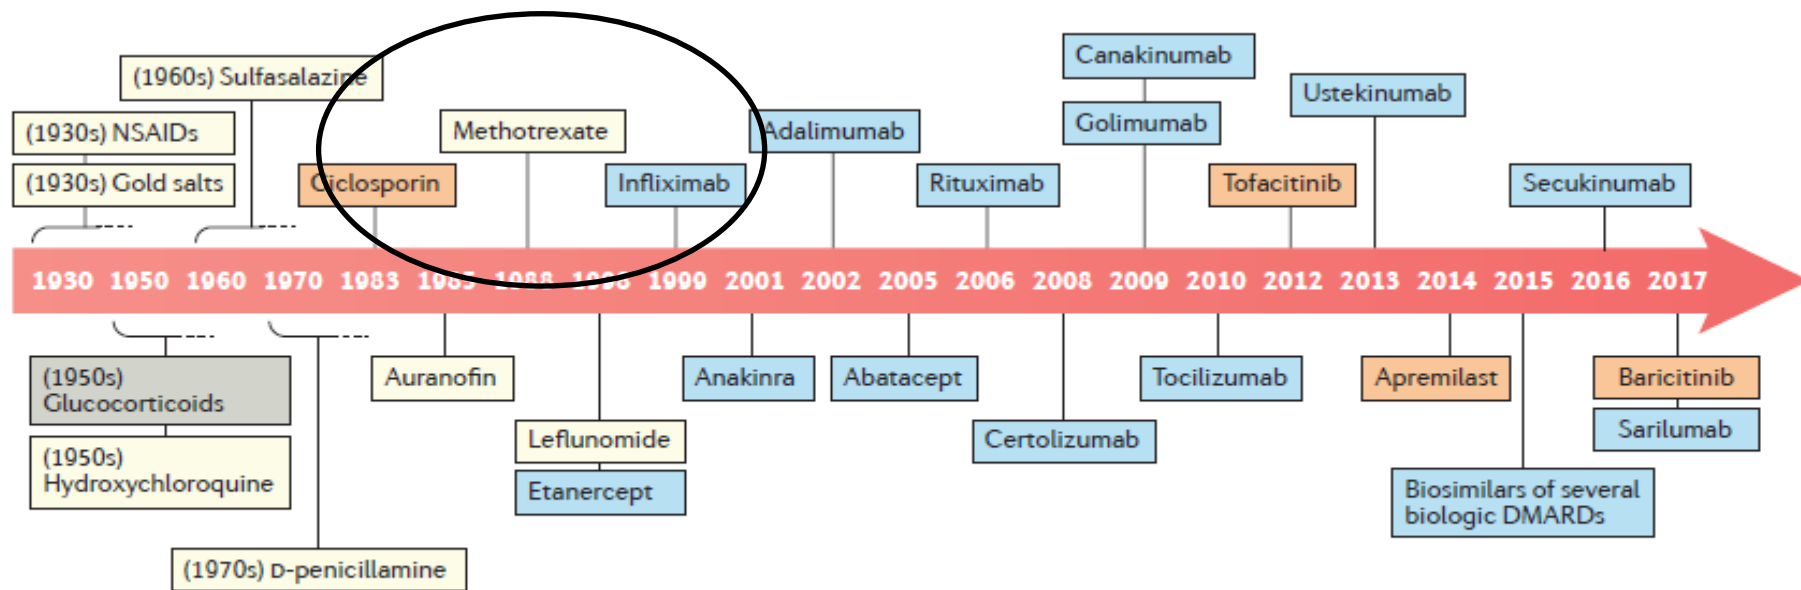 Canakinumab
(1960s) Sulfasalazine
Ustekinumab
(1930s) NSAIDs
Methotrexate
Adalimumab
Golimumab
(1930s) Gold salts
Ciclosporin
Infliximab
Rituximab
Tofacitinib
Secukinumab
1930 1950 1960 1970 1983 1985 1988 1998 1999 2001 2002 2005 2006 2008 2009 2010 2012 2013 2014 2015 2016 2017
(1950s)
Glucocorticoids
Auranofin
Anakinra
Abatacept
Tocilizumab
Apremilast
Baricitinib
(1950s)
Hydroxychloroquine
Leflunomide
Certolizumab
Sarilumab
Etanercept
Biosimilars of several
biologic DMARDs
(1970s) D-penicillamine